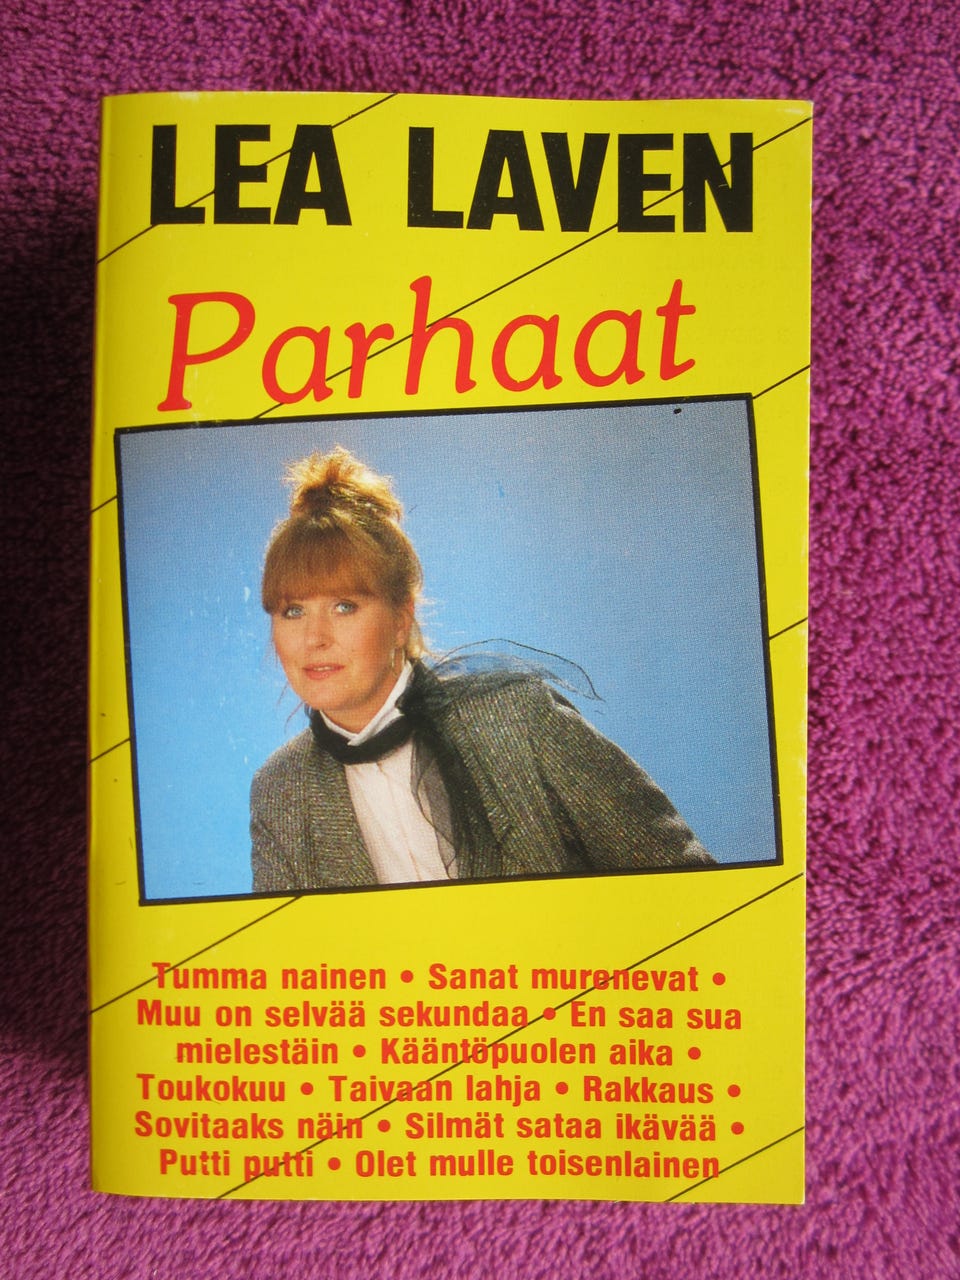 LEA LAVEN
Parhaat
Tumma nainen • Sanat murenevat •
Muu on selvää sekundaa • En saa sua
mielestäin • Kääntöpuolen aika •
Toukokuu • Taivaan lahja • Rakkaus •
Sovitaaks näin • Silmät sataa ikävää •
Putti putti • Olet mulle toisenlainen